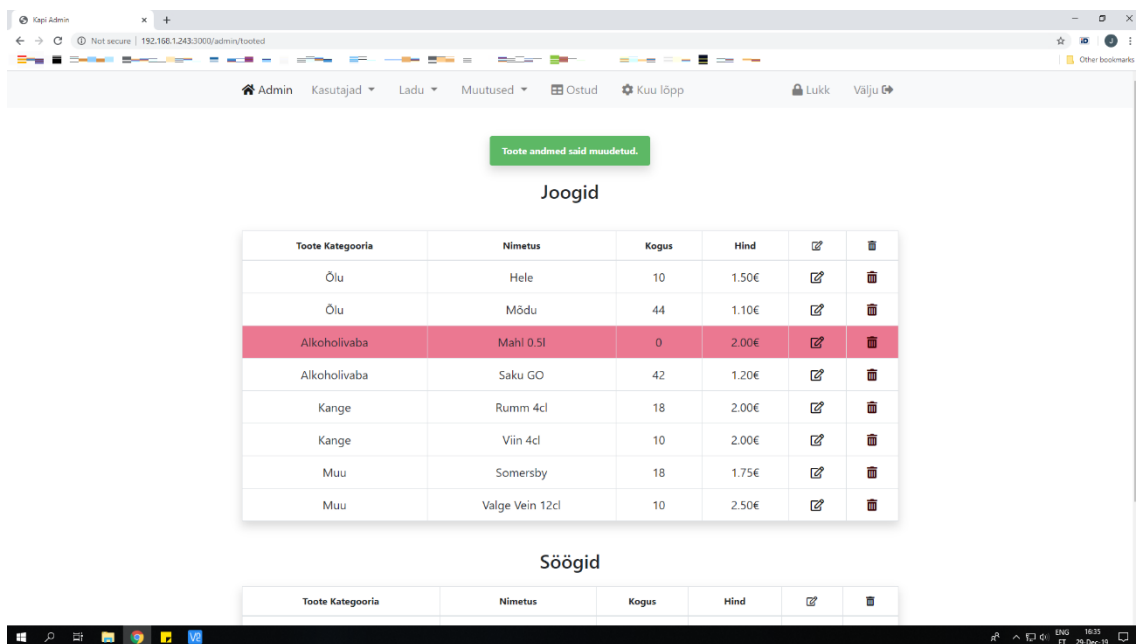 Kapi Admin
Not secure | 192.168.1.243:3000/admin/tooted
Other bookmarks
Admin Kasutajad Ladu Muutused Ostud Kuu lõpp Lukk Välju
Toote andmed said muudetud.
Joogid
Toote Kategooria Nimetus Kogus Hind
Õlu Hele 10 1.50€
Õlu Mõdu 44 1.10€
Alkoholivaba Mahl 0.5l 0 2.00€
Alkoholivaba Saku GO 42 1.20€
Kange Rumm 4cl 18 2.00€
Kange Viin 4cl 10 2.00€
Muu Somersby 18 1.75€
Muu Valge Vein 12cl 10 2.50€
Söögid
Toote Kategooria Nimetus Kogus Hind
ENG 16:35
ET 29-Dec-19